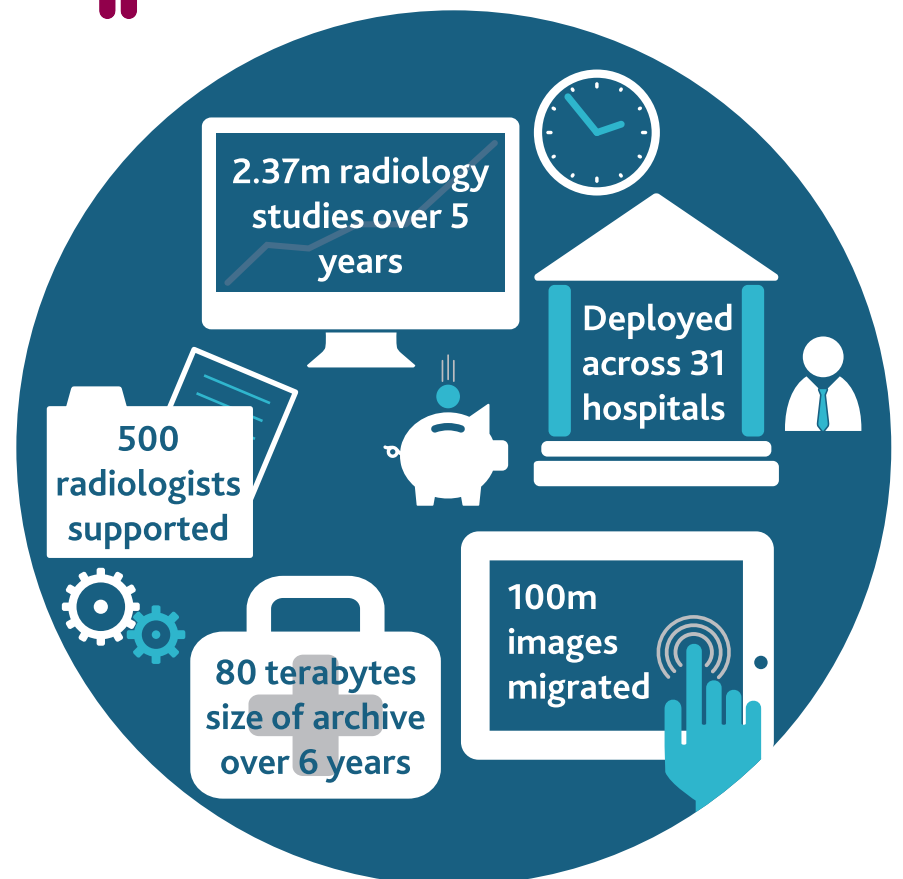 2.37m radiology
studies over 5
years
Deployed
across 31
hospitals
500
radiologists
supported
100m
images
migrated
80 terabytes
size of archive
over 6 years